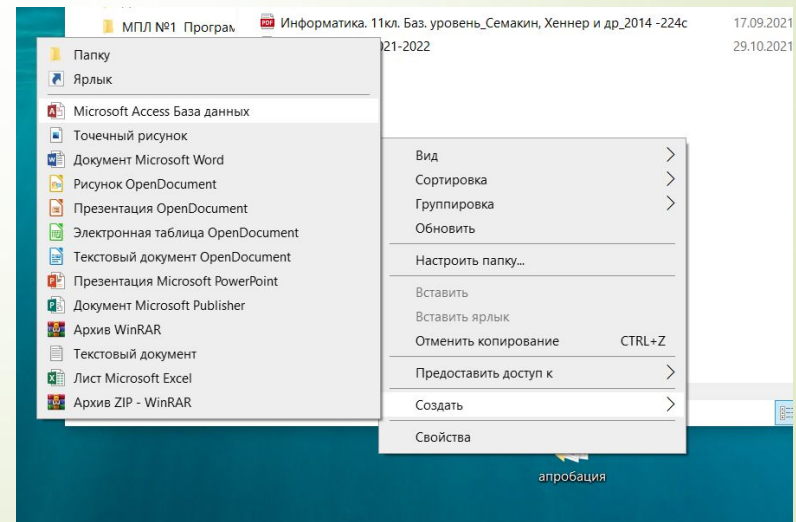 МПЛ №1 Програм
Информатика. 11кл. Баз. уровень_Семакин, Хеннер и др_2014 -224с 17.09.2021
021-2022 29.10.2021
Папку
Ярлык
Microsoft Access База данных
Точечный рисунок
Документ Microsoft Word
Рисунок OpenDocument
Презентация OpenDocument
Электронная таблица OpenDocument
Текстовый документ OpenDocument
Презентация Microsoft PowerPoint
Документ Microsoft Publisher
Архив WinRAR
Текстовый документ
Лист Microsoft Excel
Архив ZIP - WinRAR
Вид
Сортировка
Группировка
Обновить
Настроить папку...
Вставить
Вставить ярлык
Отменить копирование CTRL+Z
Предоставить доступ к
Создать
Свойства
апробация